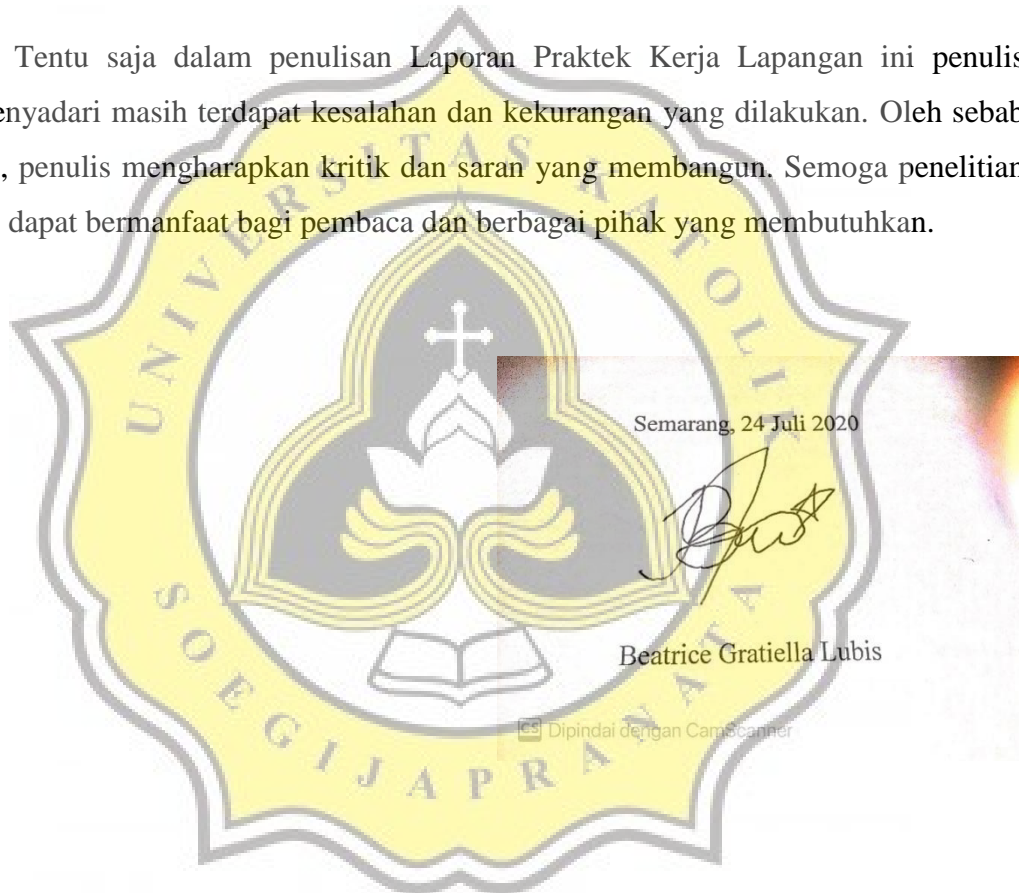 Tentu saja dalam penulisan Laporan Praktek Kerja Lapangan ini penulis
enyadari masih terdapat kesalahan dan kekurangan yang dilakukan. Oleh sebab
, penulis mengharapkan kritik dan saran yang membangun. Semoga penelitian
dapat bermanfaat bagi pembaca dan berbagai pihak yang membutuhkan.
UNIVERSITAS KATOLIK
Semarang, 24 Juli 2020
Beatrice Gratiella Lubis
CS Dipindai dengan CamScanner
SOEGIJAPRANATA